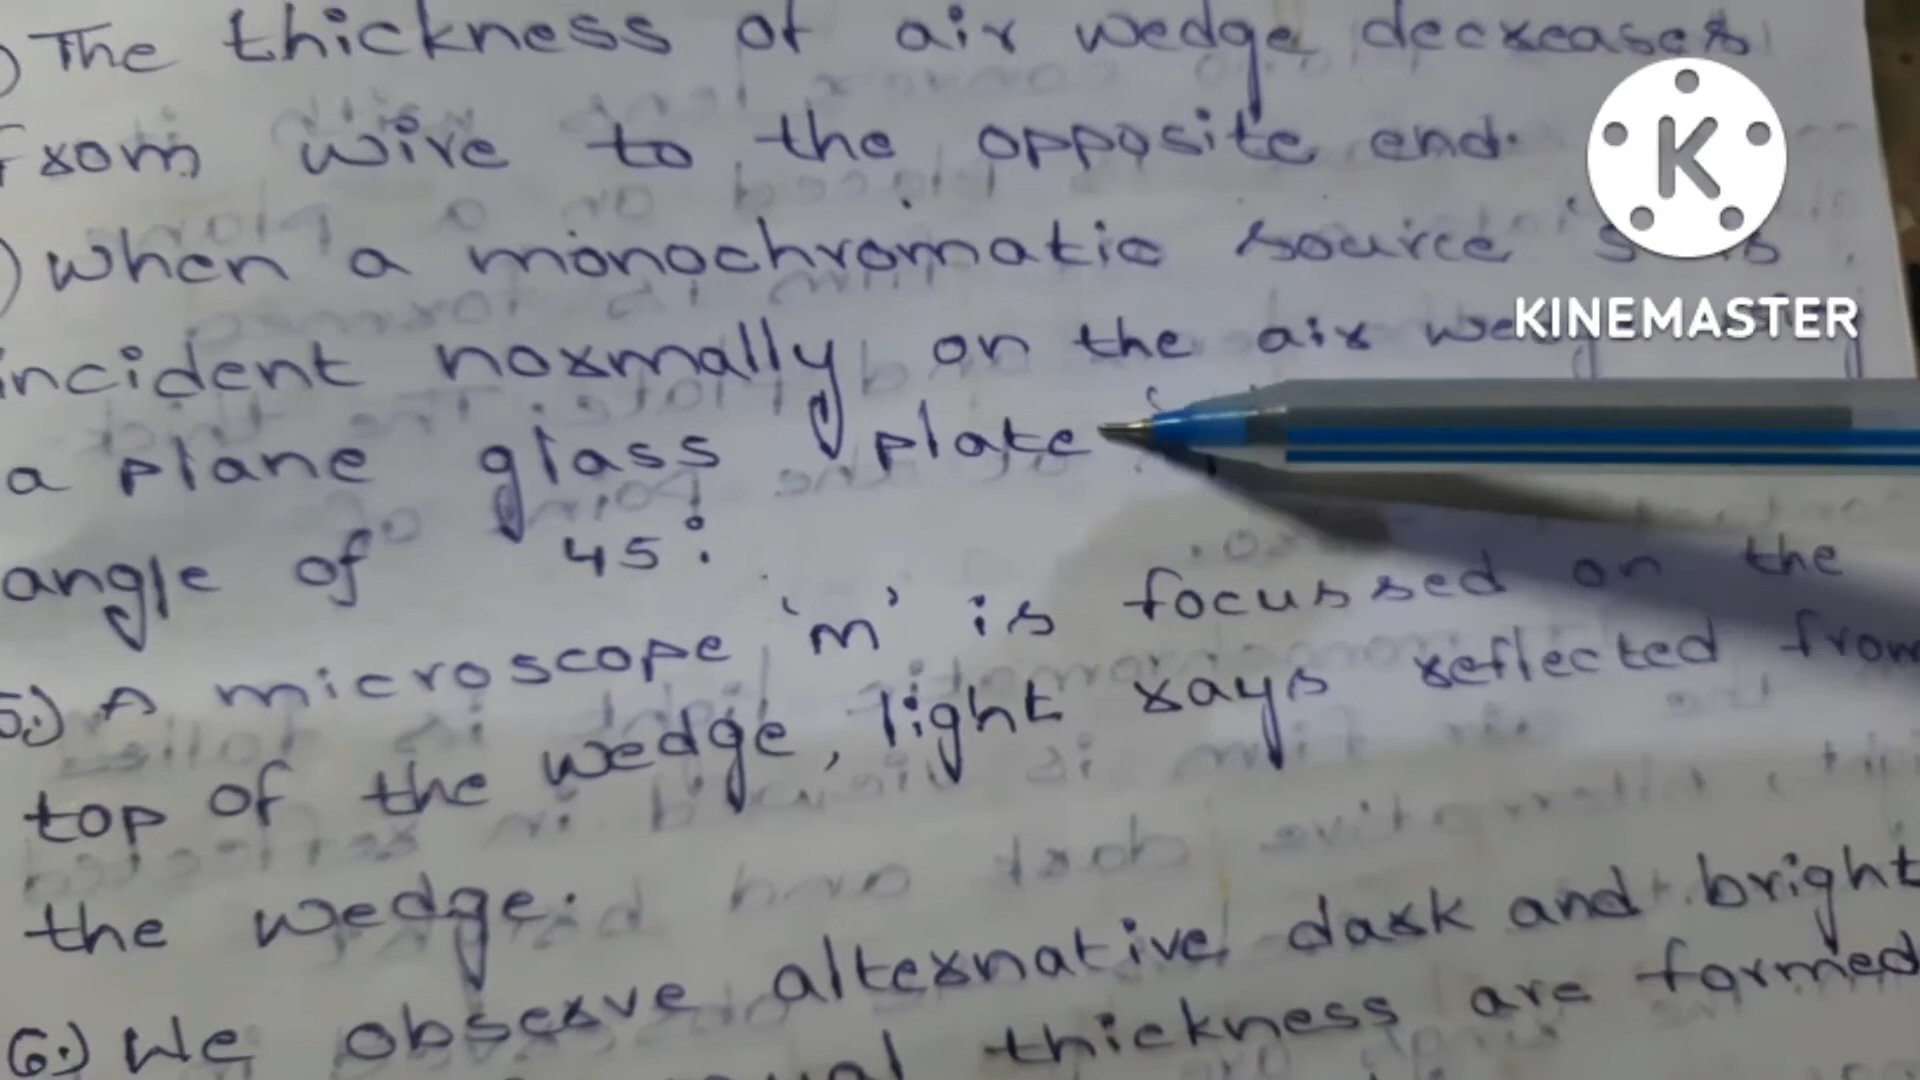 ) The thickness of air wedge decreases
from wire to the opposite end.
) when a monochromatic source 's' is
incident normally on the air
a plane glass plate
angle of 45°.
5.) A microscope 'm' is focussed on the
top of the wedge, light rays reflected from
the wedge.
6.) We observe alternative dark and bright
thickness are formed
KINEMASTER